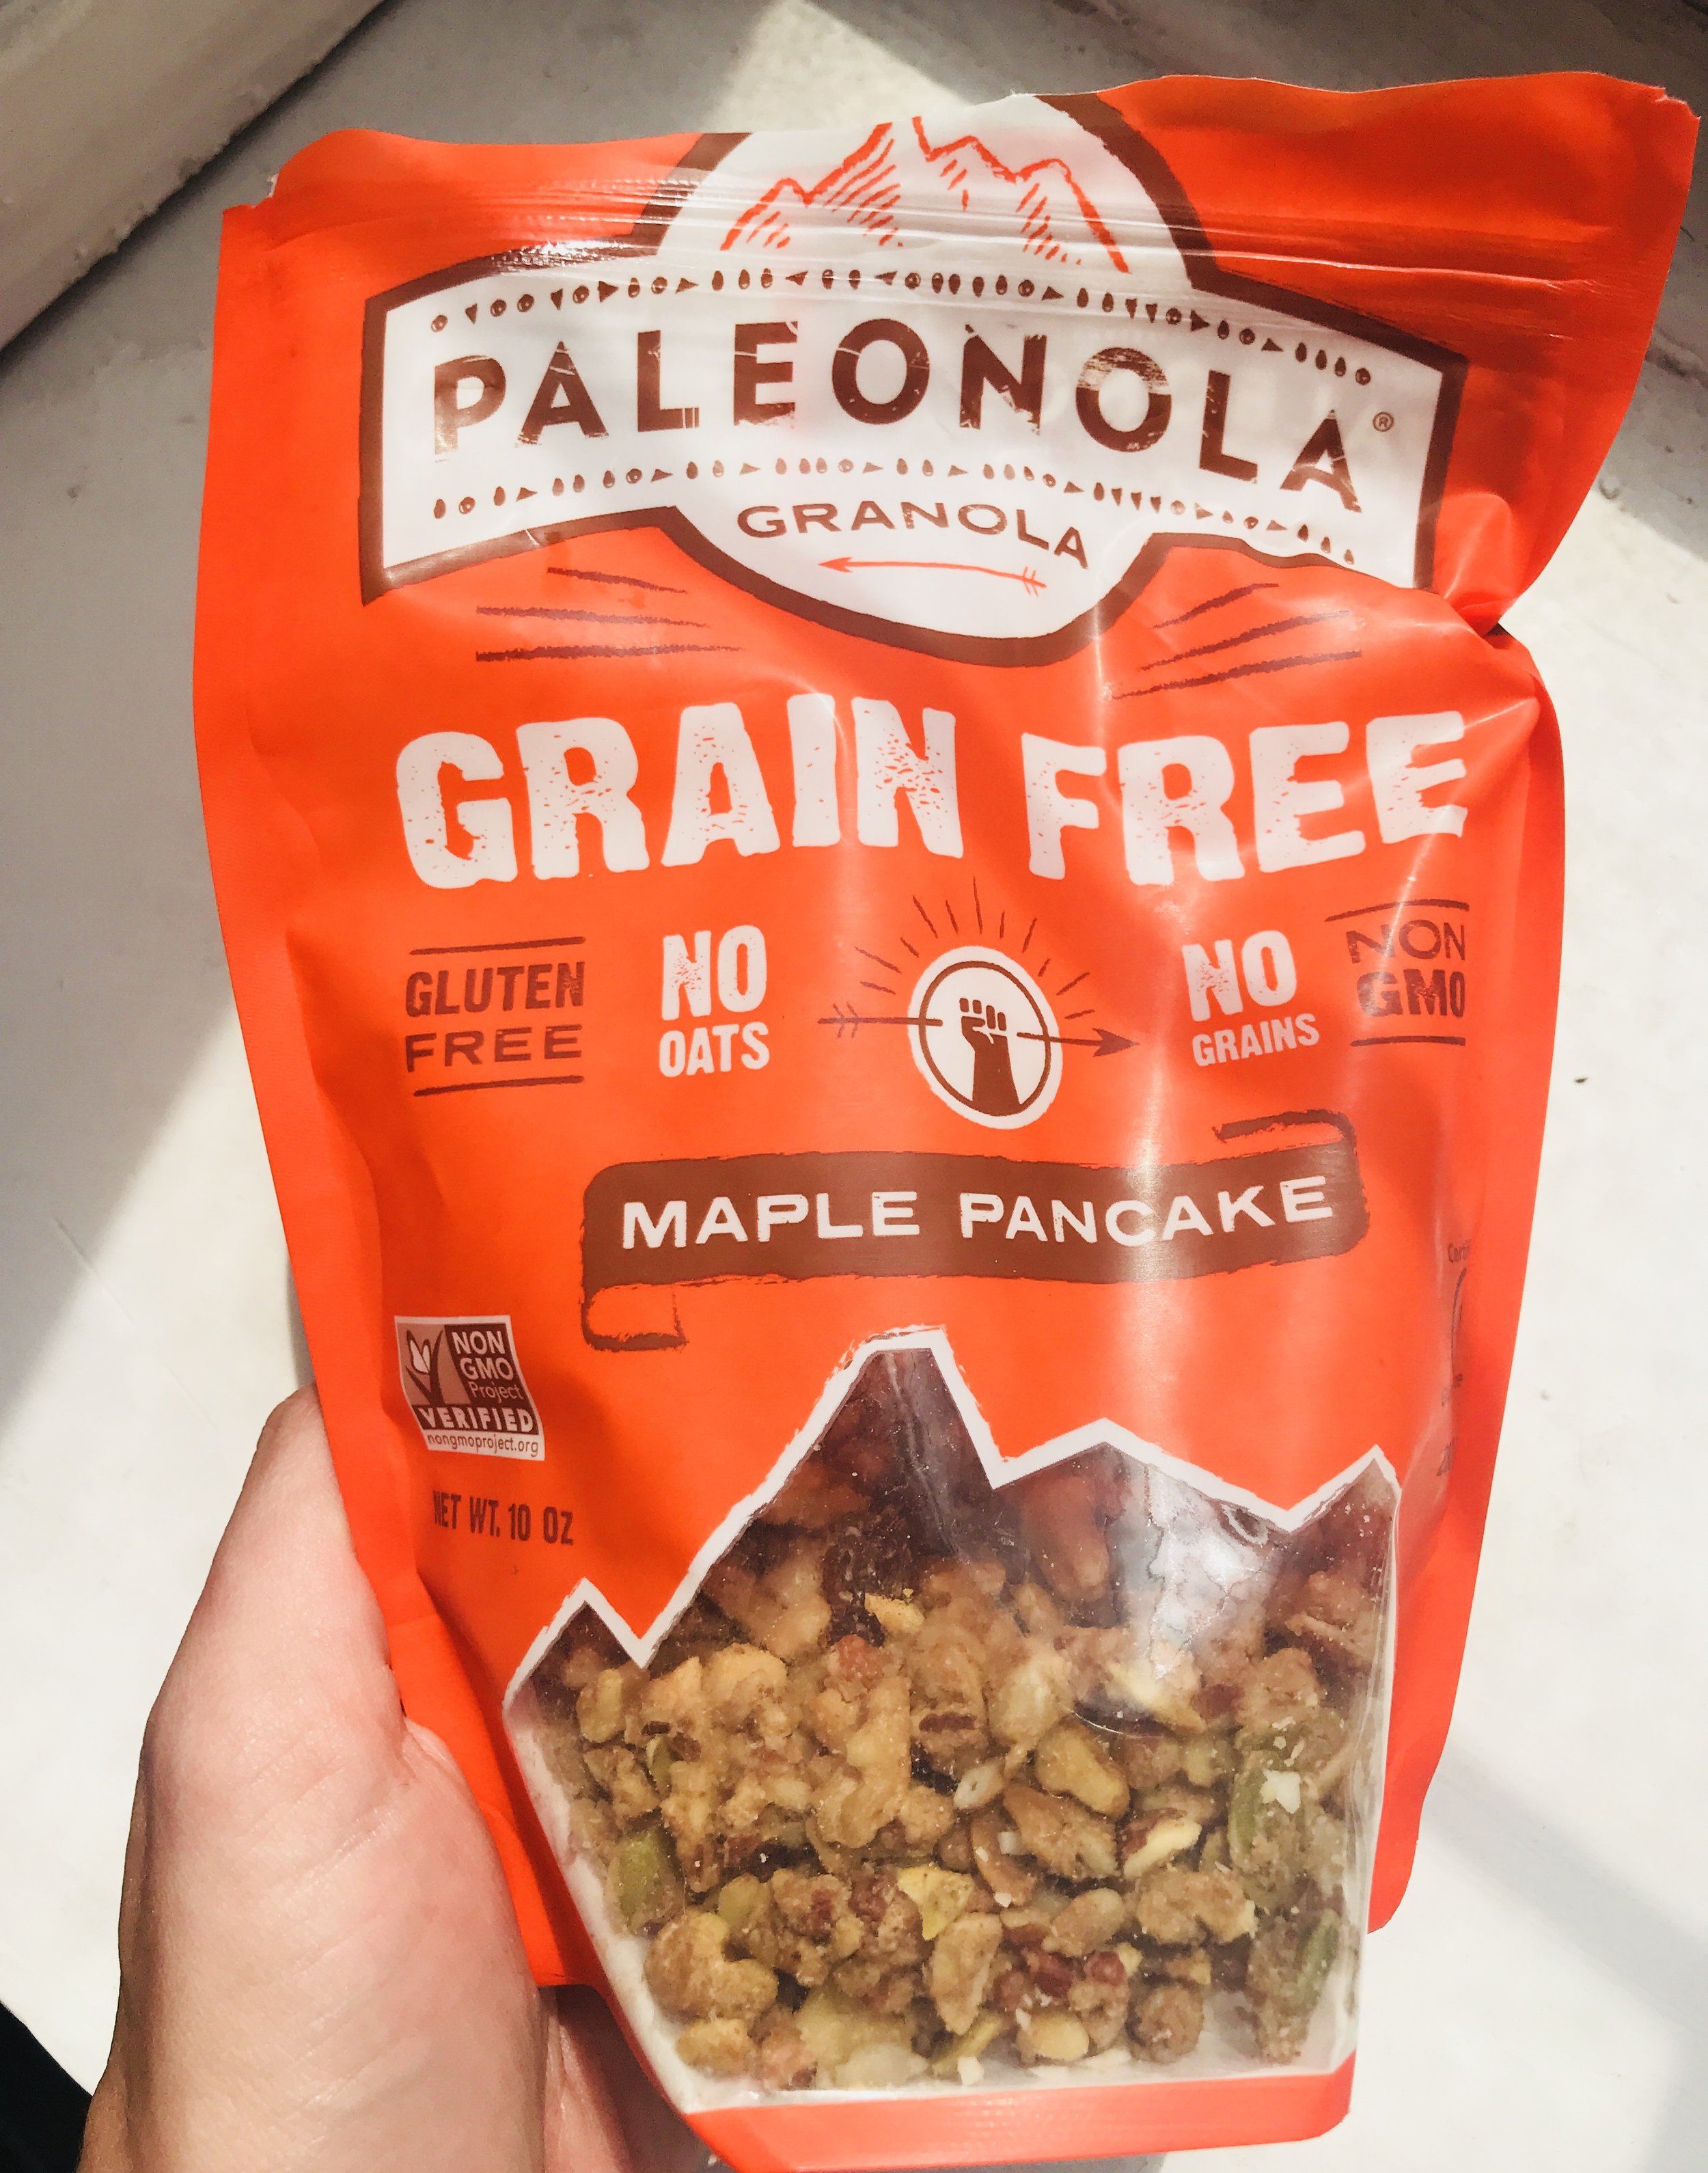 PALEONOLA®
GRANOLA
GRAIN FREE
GLUTEN
FREE
NO
OATS
NO
GRAINS
NON
GMO
MAPLE PANCAKE
NON
GMO
Project
VERIFIED
nongmoproject.org
NET WT. 10 OZ